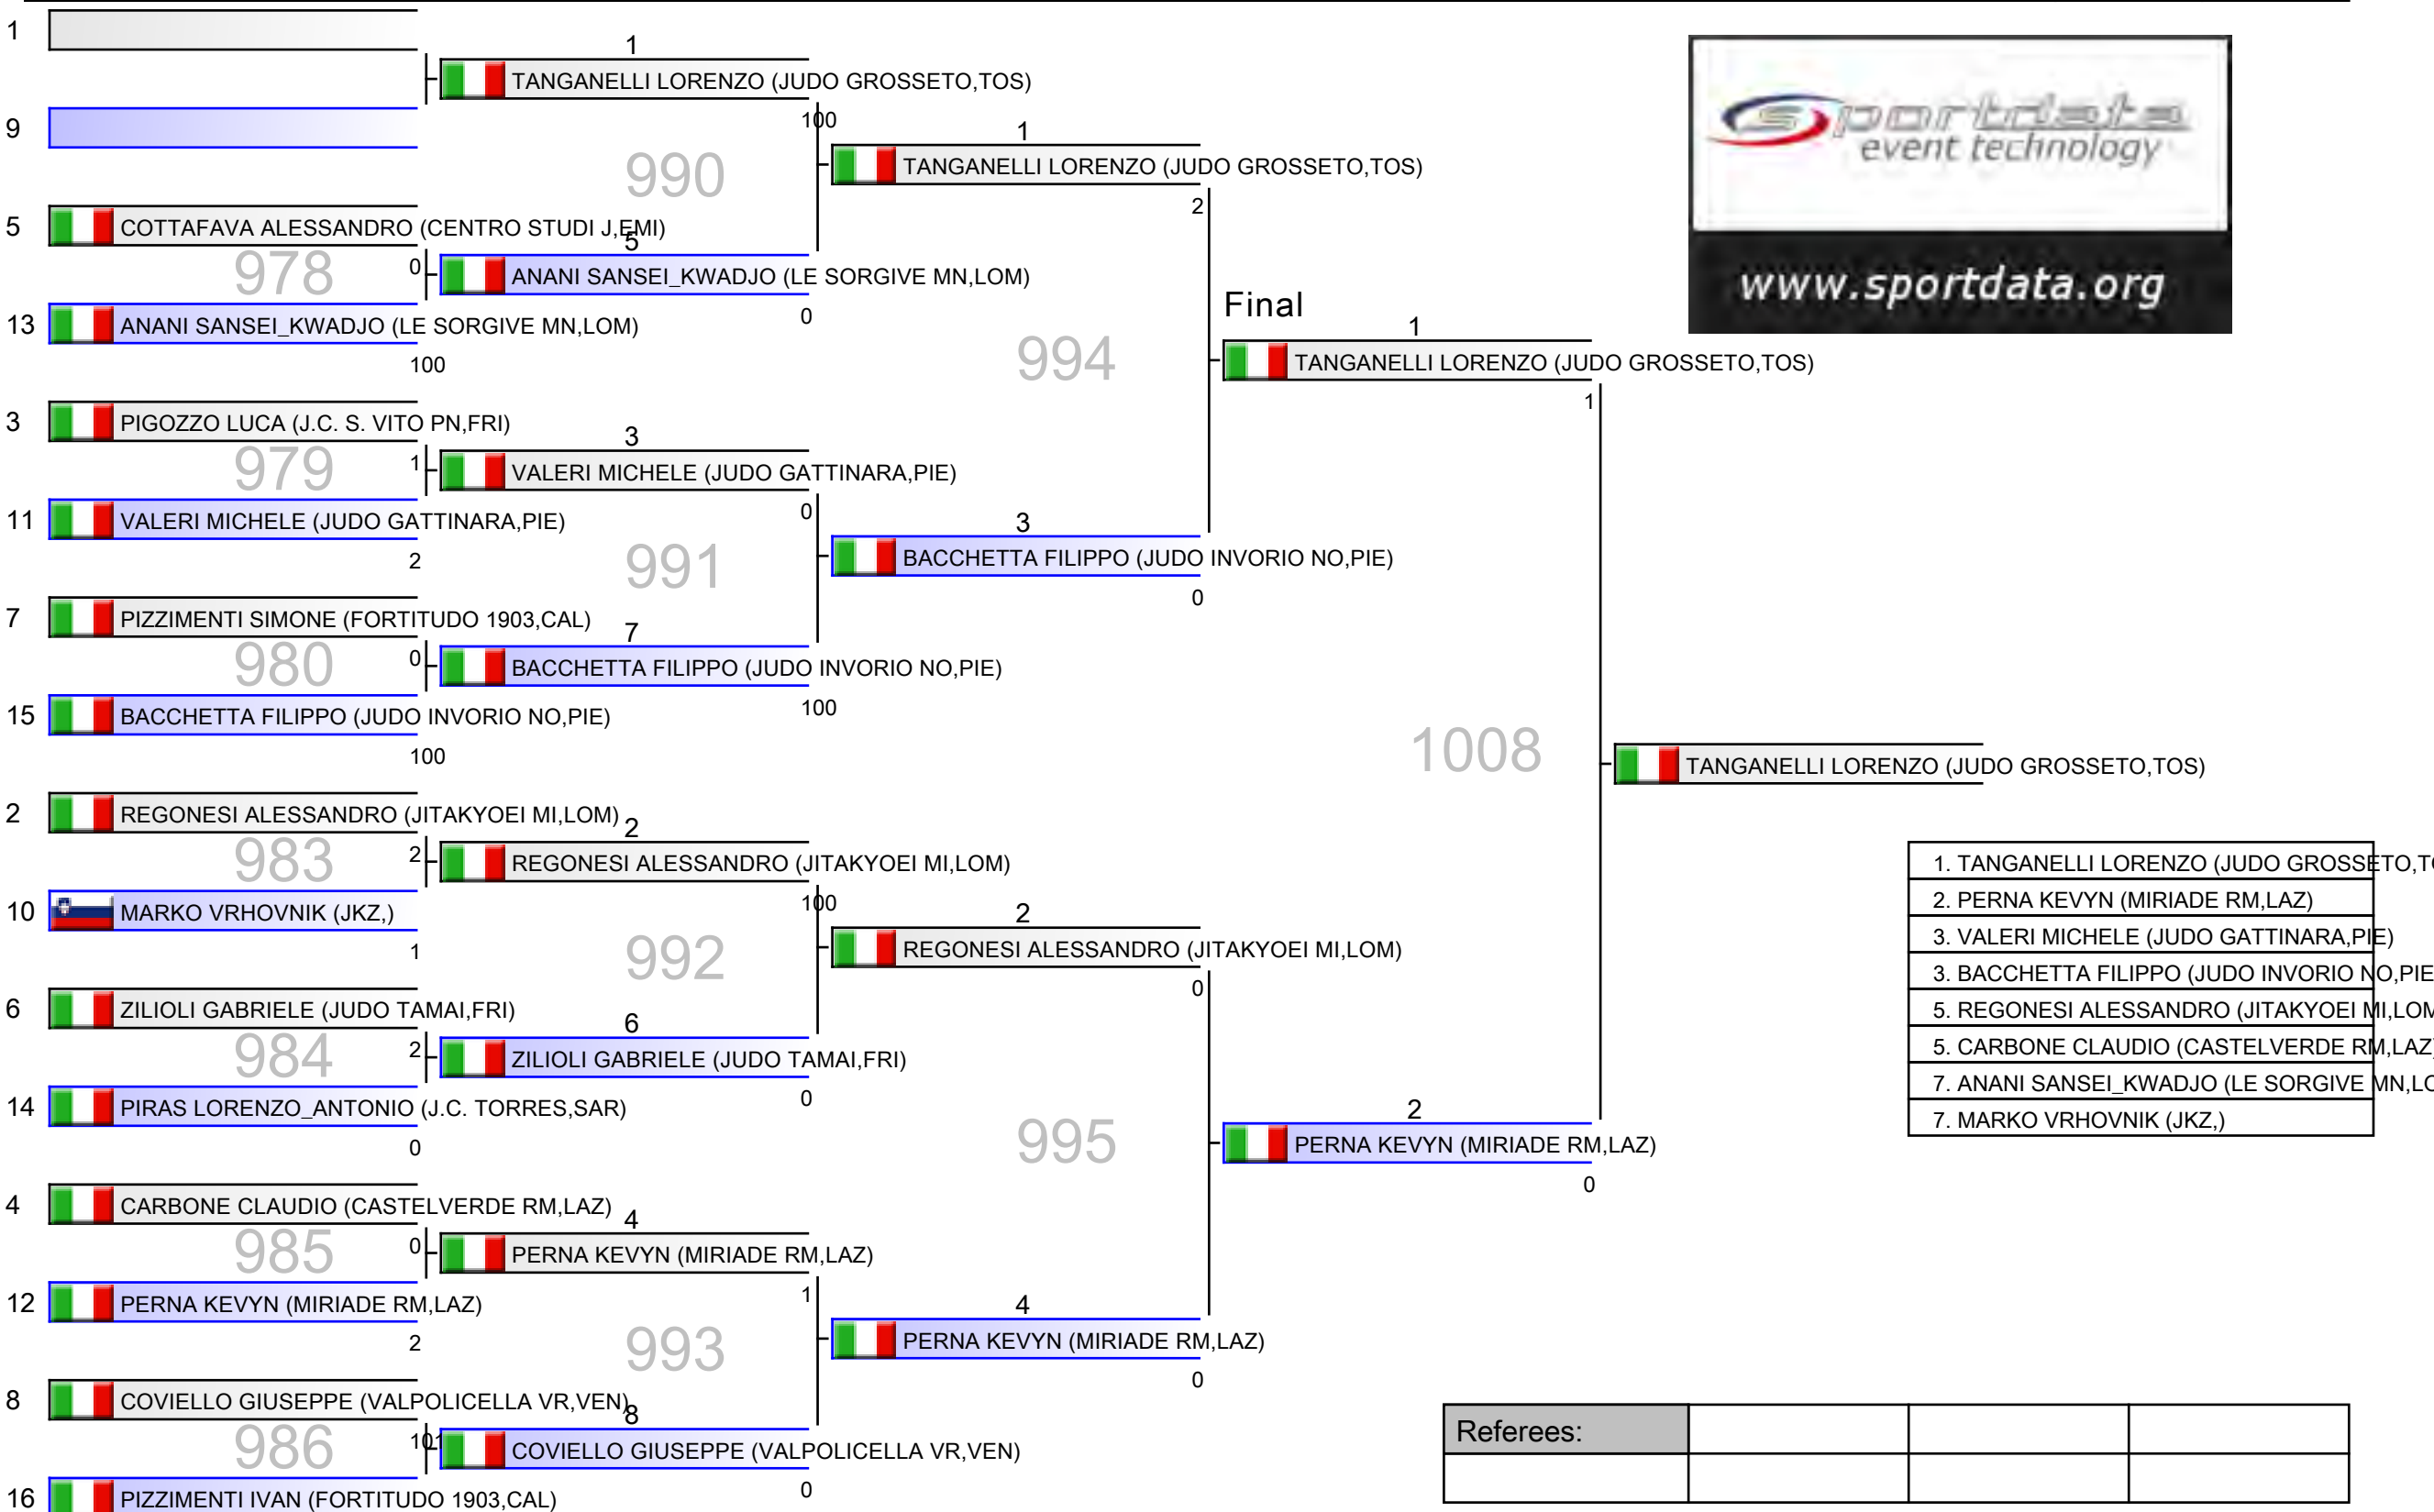 1
1
TANGANELLI LORENZO (JUDO GROSSETO,TOS)
9
100
1
990
TANGANELLI LORENZO (JUDO GROSSETO,TOS)
2
5
COTTAFAVA ALESSANDRO (CENTRO STUDI J,EMI)
5
978
0
ANANI SANSEI_KWADJO (LE SORGIVE MN,LOM)
0
13
ANANI SANSEI_KWADJO (LE SORGIVE MN,LOM)
100
994
Final
1
TANGANELLI LORENZO (JUDO GROSSETO,TOS)
1
sportdata
event technology
www.sportdata.org
3
PIGOZZO LUCA (J.C. S. VITO PN,FRI)
3
979
1
VALERI MICHELE (JUDO GATTINARA,PIE)
0
11
VALERI MICHELE (JUDO GATTINARA,PIE)
2
991
3
BACCHETTA FILIPPO (JUDO INVORIO NO,PIE)
0
7
PIZZIMENTI SIMONE (FORTITUDO 1903,CAL)
7
980
0
BACCHETTA FILIPPO (JUDO INVORIO NO,PIE)
100
15
BACCHETTA FILIPPO (JUDO INVORIO NO,PIE)
100
1008
TANGANELLI LORENZO (JUDO GROSSETO,TOS)
2
REGONESI ALESSANDRO (JITAKYOEI MI,LOM)
2
983
2
REGONESI ALESSANDRO (JITAKYOEI MI,LOM)
100
10
MARKO VRHOVNIK (JKZ,)
1
992
2
REGONESI ALESSANDRO (JITAKYOEI MI,LOM)
0
6
ZILIOLI GABRIELE (JUDO TAMAI,FRI)
6
984
2
ZILIOLI GABRIELE (JUDO TAMAI,FRI)
0
14
PIRAS LORENZO_ANTONIO (J.C. TORRES,SAR)
0
995
2
PERNA KEVYN (MIRIADE RM,LAZ)
0
4
CARBONE CLAUDIO (CASTELVERDE RM,LAZ)
4
985
0
PERNA KEVYN (MIRIADE RM,LAZ)
1
12
PERNA KEVYN (MIRIADE RM,LAZ)
2
993
4
PERNA KEVYN (MIRIADE RM,LAZ)
0
8
COVIELLO GIUSEPPE (VALPOLICELLA VR,VEN)
8
986
101
COVIELLO GIUSEPPE (VALPOLICELLA VR,VEN)
0
16
PIZZIMENTI IVAN (FORTITUDO 1903,CAL)
1. TANGANELLI LORENZO (JUDO GROSSETO,TO
2. PERNA KEVYN (MIRIADE RM,LAZ)
3. VALERI MICHELE (JUDO GATTINARA,PIE)
3. BACCHETTA FILIPPO (JUDO INVORIO NO,PIE
5. REGONESI ALESSANDRO (JITAKYOEI MI,LOM
5. CARBONE CLAUDIO (CASTELVERDE RM,LAZ)
7. ANANI SANSEI_KWADJO (LE SORGIVE MN,LO
7. MARKO VRHOVNIK (JKZ,)
Referees: